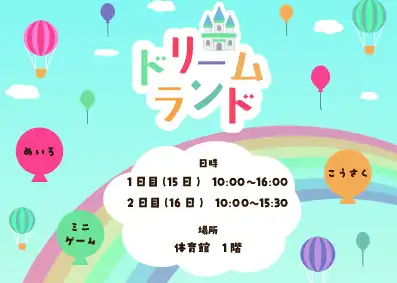 ドリーム
ランド
めいろ
日時
1日目(15日) 10:00〜16:00
2日目(16日) 10:00〜15:30
こうさく
ミニ
ゲーム
場所
体育館 1階